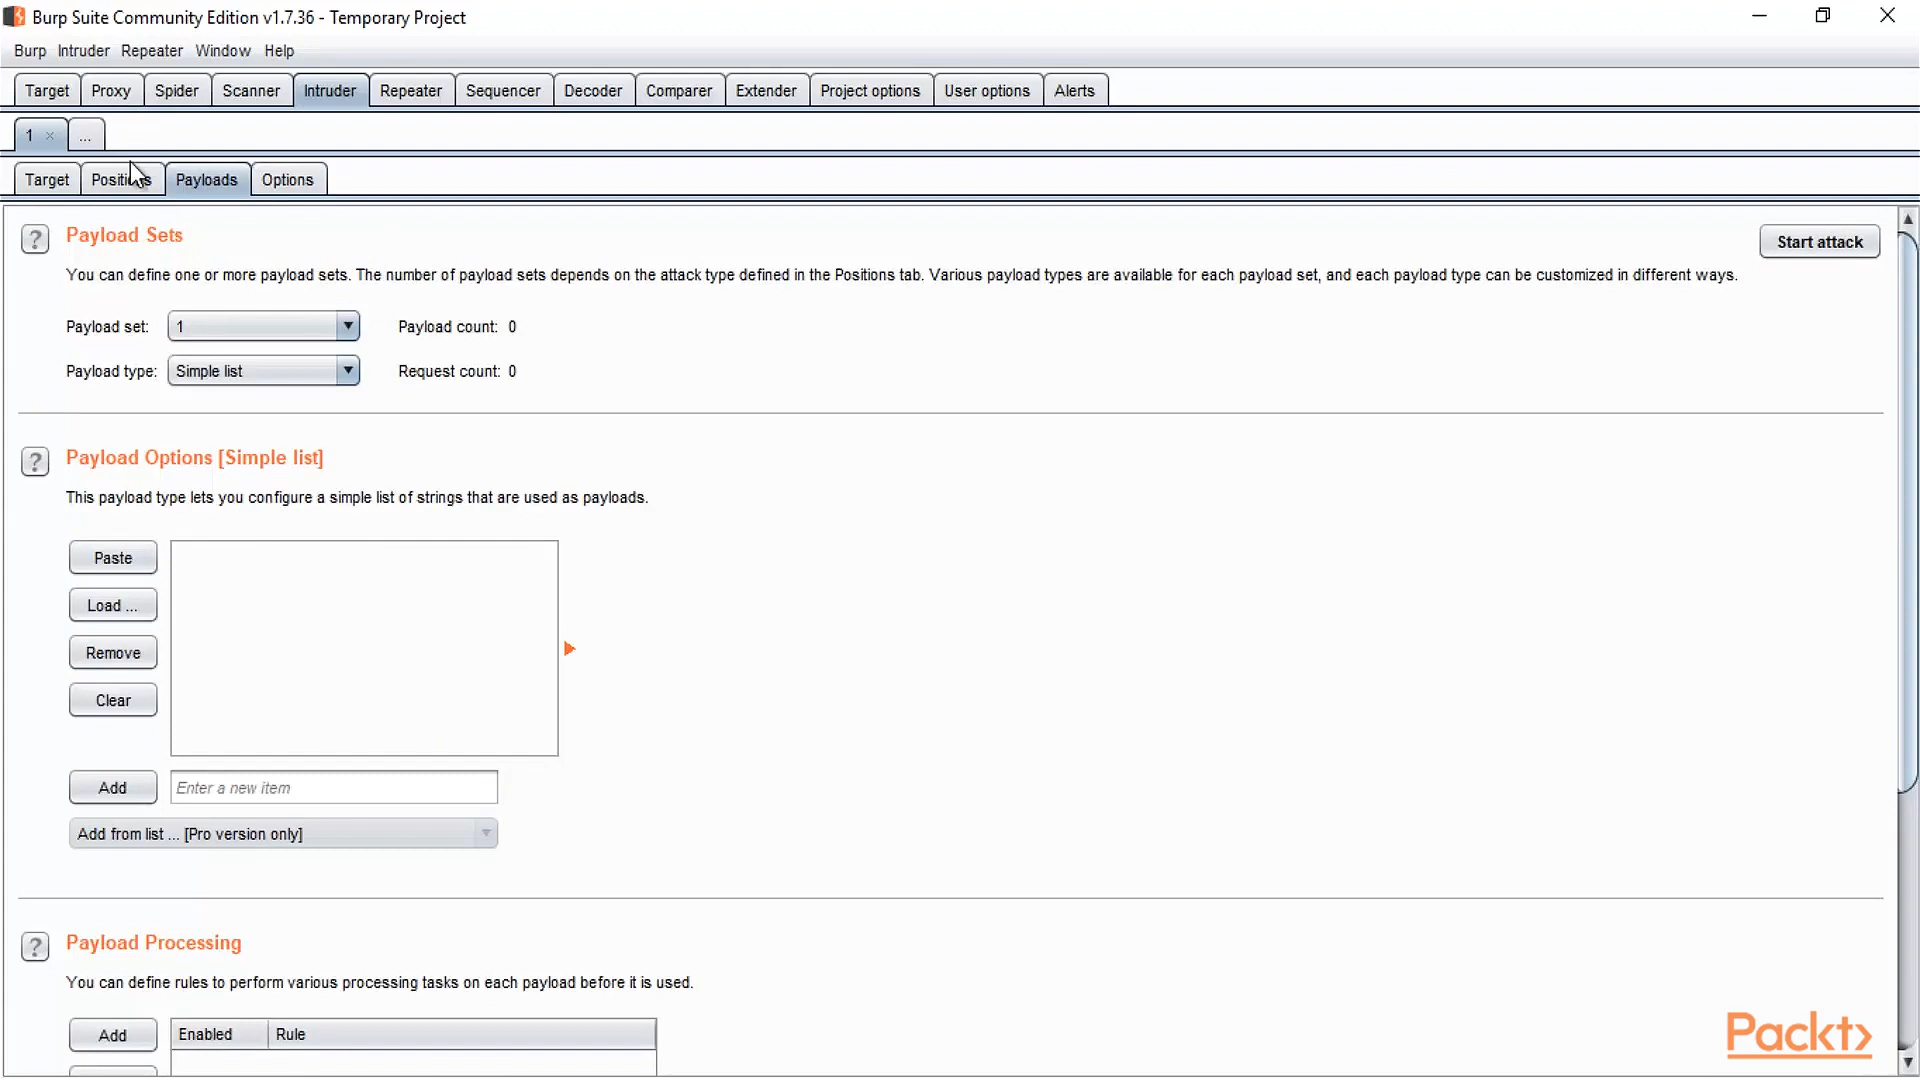 Burp Suite Community Edition v1.7.36 - Temporary Project
Burp Intruder Repeater Window Help
Target Proxy Spider Scanner Intruder Repeater Sequencer Decoder Comparer Extender Project options User options Alerts
1 × ...
Target Positions Payloads Options
? Payload Sets
Start attack
You can define one or more payload sets. The number of payload sets depends on the attack type defined in the Positions tab. Various payload types are available for each payload set, and each payload type can be customized in different ways.
Payload set: 1 Payload count: 0
Payload type: Simple list Request count: 0
? Payload Options [Simple list]
This payload type lets you configure a simple list of strings that are used as payloads.
Paste
Load ...
Remove
Clear
Add Enter a new item
Add from list ... [Pro version only]
? Payload Processing
You can define rules to perform various processing tasks on each payload before it is used.
Add Enabled Rule
Packt>